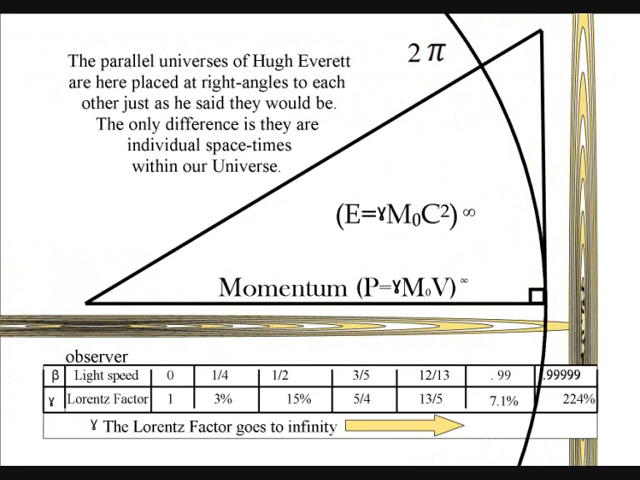 The parallel universes of Hugh Everett
are here placed at right-angles to each
other just as he said they would be.
The only difference is they are
individual space-times
within our Universe.
2 π
(E=ɤM₀C²) ∞
Momentum (P=ɤM₀V) ∞
observer
β Light speed 0 1/4 1/2 3/5 12/13 . 99 .99999
ɤ Lorentz Factor 1 3% 15% 5/4 13/5 7.1% 224%
ɤ The Lorentz Factor goes to infinity